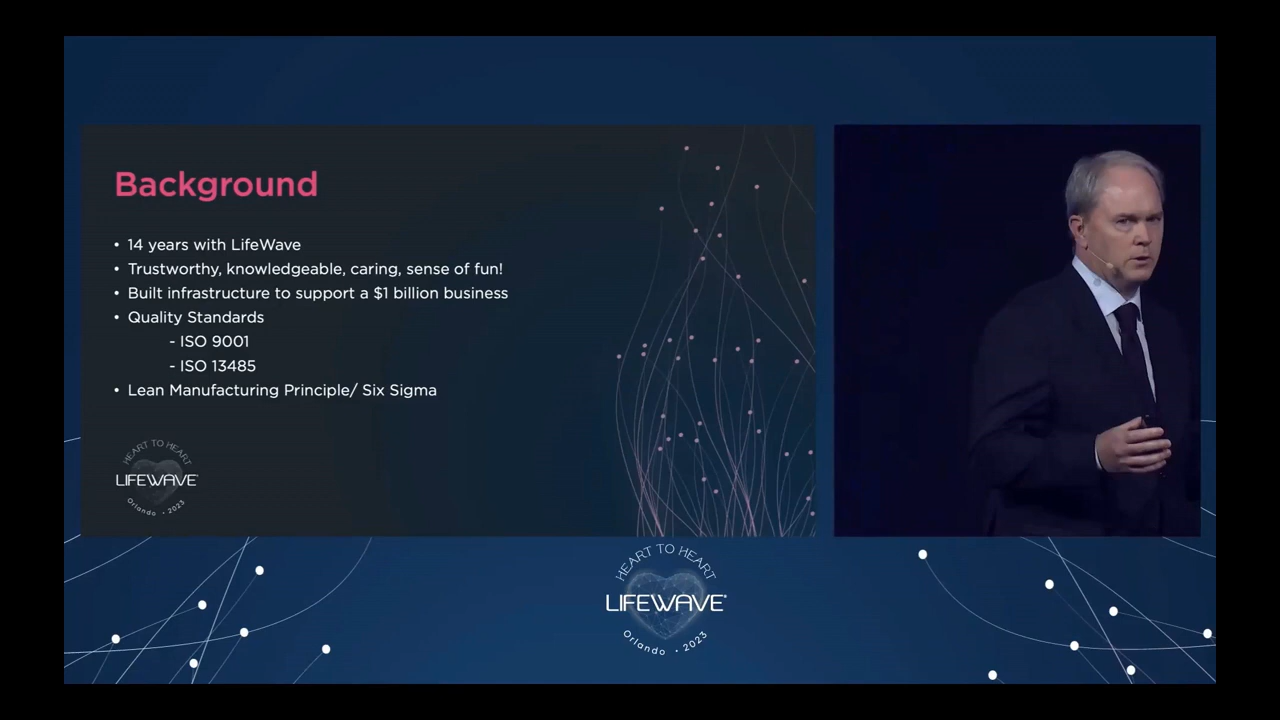 Background
• 14 years with LifeWave
• Trustworthy, knowledgeable, caring, sense of fun!
• Built infrastructure to support a $1 billion business
• Quality Standards
- ISO 9001
- ISO 13485
• Lean Manufacturing Principle/ Six Sigma
HEART TO HEART
LIFEWAVE
Orlando • 2023
HEART TO HEART
LIFEWAVE®
Orlando • 2023